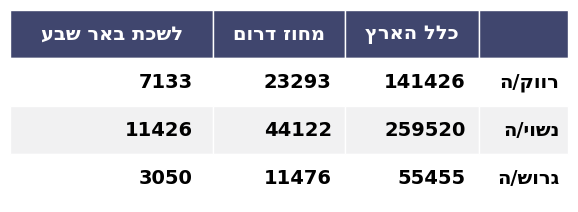 כלל הארץ מחוז דרום לשכת באר שבע
רווק/ה 141426 23293 7133
נשוי/ה 259520 44122 11426
גרוש/ה 55455 11476 3050